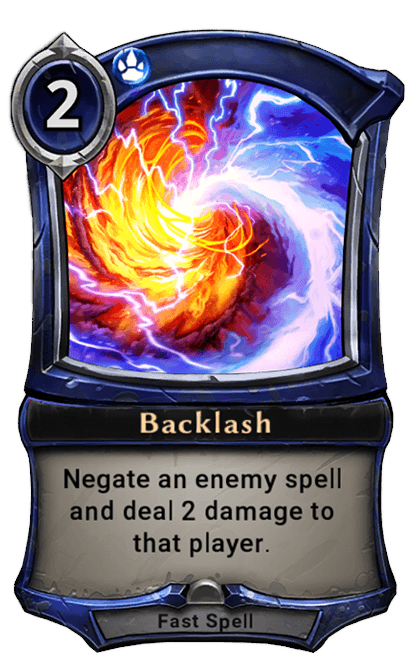 2
Backlash
Negate an enemy spell
and deal 2 damage to
that player.
Fast Spell